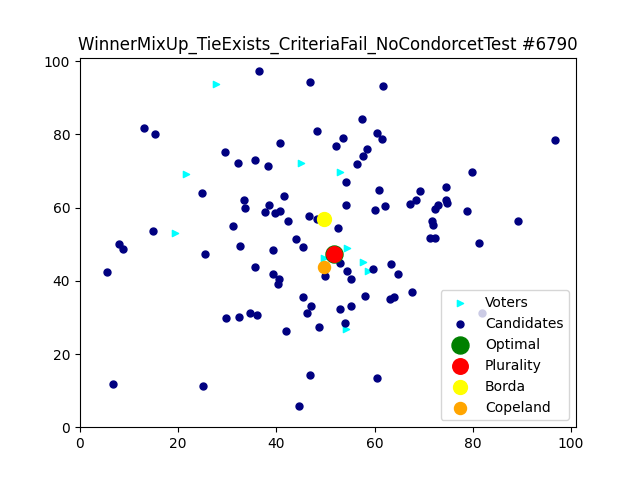 WinnerMixUp_TieExists_CriteriaFail_NoCondorcetTest #6790
100
80
60
40
20
0
0 20 40 60 80 100
Voters
Candidates
Optimal
Plurality
Borda
Copeland